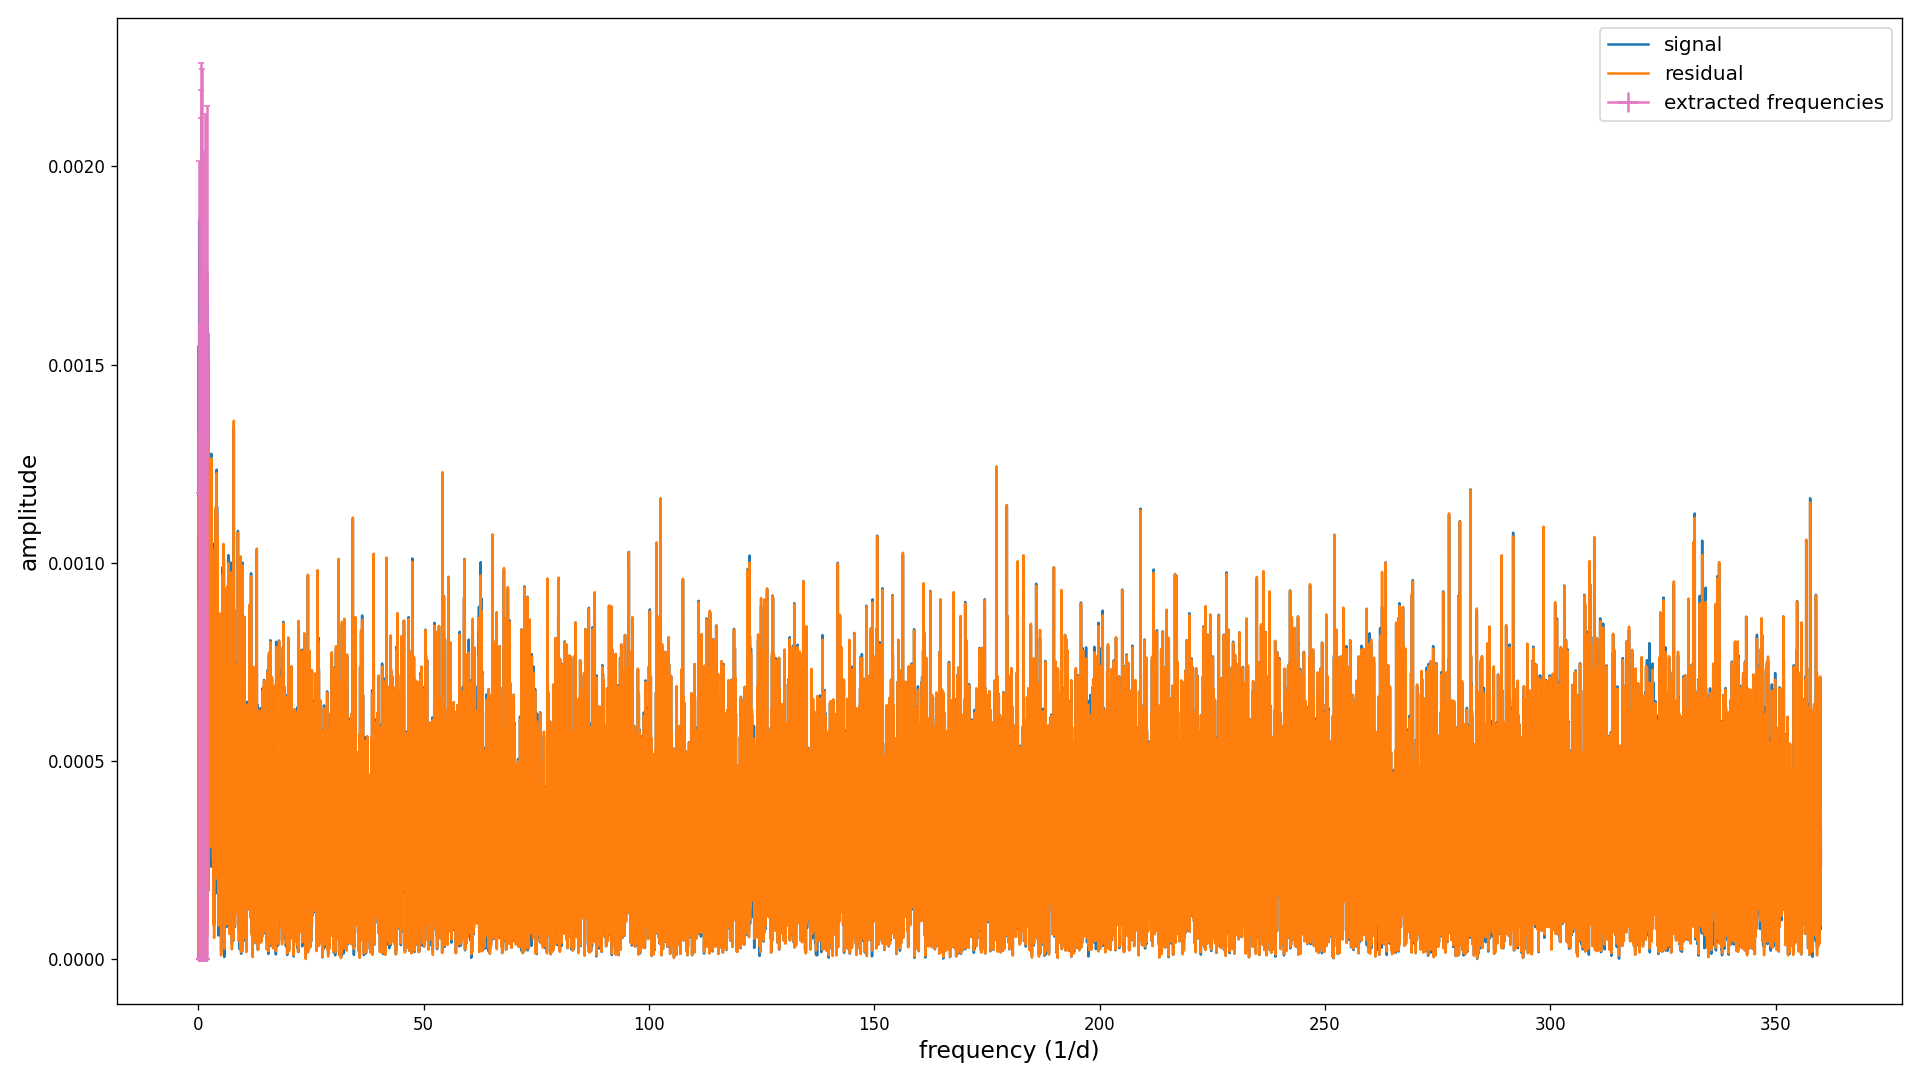 signal
residual
extracted frequencies
amplitude
0.0020
0.0015
0.0010
0.0005
0.0000
0 50 100 150 200 250 300 350
frequency (1/d)